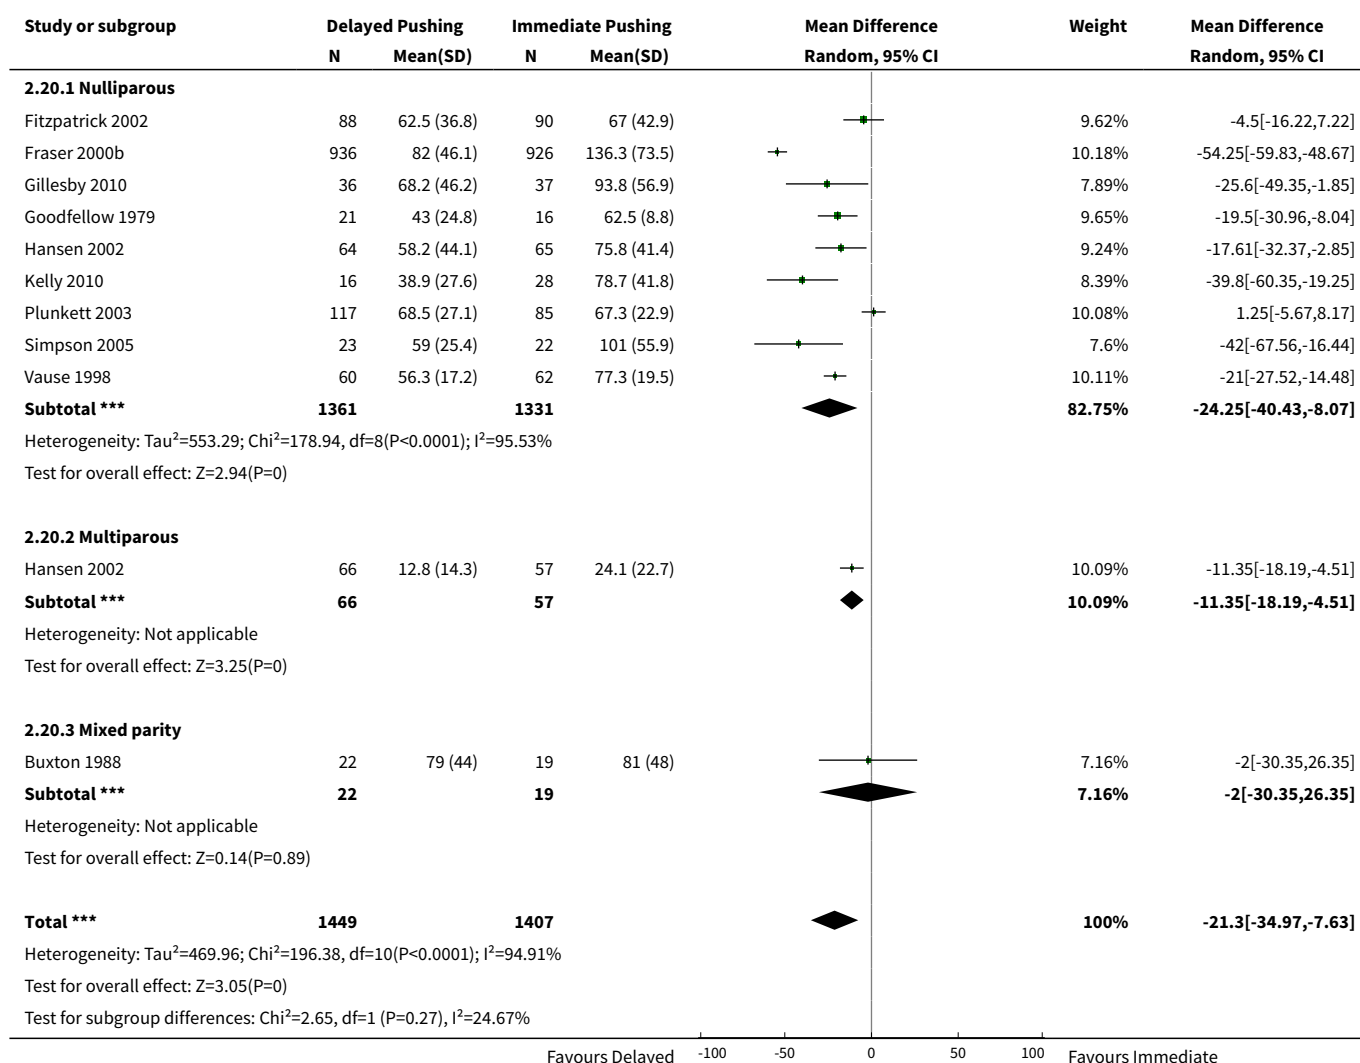 Study or subgroup Delayed Pushing Immediate Pushing Mean Difference Weight Mean Difference
N Mean(SD) N Mean(SD) Random, 95% CI Random, 95% CI
2.20.1 Nulliparous
Fitzpatrick 2002 88 62.5 (36.8) 90 67 (42.9) 9.62% -4.5[-16.22,7.22]
Fraser 2000b 936 82 (46.1) 926 136.3 (73.5) 10.18% -54.25[-59.83,-48.67]
Gillesby 2010 36 68.2 (46.2) 37 93.8 (56.9) 7.89% -25.6[-49.35,-1.85]
Goodfellow 1979 21 43 (24.8) 16 62.5 (8.8) 9.65% -19.5[-30.96,-8.04]
Hansen 2002 64 58.2 (44.1) 65 75.8 (41.4) 9.24% -17.61[-32.37,-2.85]
Kelly 2010 16 38.9 (27.6) 28 78.7 (41.8) 8.39% -39.8[-60.35,-19.25]
Plunkett 2003 117 68.5 (27.1) 85 67.3 (22.9) 10.08% 1.25[-5.67,8.17]
Simpson 2005 23 59 (25.4) 22 101 (55.9) 7.6% -42[-67.56,-16.44]
Vause 1998 60 56.3 (17.2) 62 77.3 (19.5) 10.11% -21[-27.52,-14.48]
Subtotal *** 1361 1331 82.75% -24.25[-40.43,-8.07]
Heterogeneity: Tau²=553.29; Chi²=178.94, df=8(P<0.0001); I²=95.53%
Test for overall effect: Z=2.94(P=0)
2.20.2 Multiparous
Hansen 2002 66 12.8 (14.3) 57 24.1 (22.7) 10.09% -11.35[-18.19,-4.51]
Subtotal *** 66 57 10.09% -11.35[-18.19,-4.51]
Heterogeneity: Not applicable
Test for overall effect: Z=3.25(P=0)
2.20.3 Mixed parity
Buxton 1988 22 79 (44) 19 81 (48) 7.16% -2[-30.35,26.35]
Subtotal *** 22 19 7.16% -2[-30.35,26.35]
Heterogeneity: Not applicable
Test for overall effect: Z=0.14(P=0.89)
Total *** 1449 1407 100% -21.3[-34.97,-7.63]
Heterogeneity: Tau²=469.96; Chi²=196.38, df=10(P<0.0001); I²=94.91%
Test for overall effect: Z=3.05(P=0)
Test for subgroup differences: Chi²=2.65, df=1 (P=0.27), I²=24.67%
Favours Delayed -100 -50 0 50 100 Favours Immediate